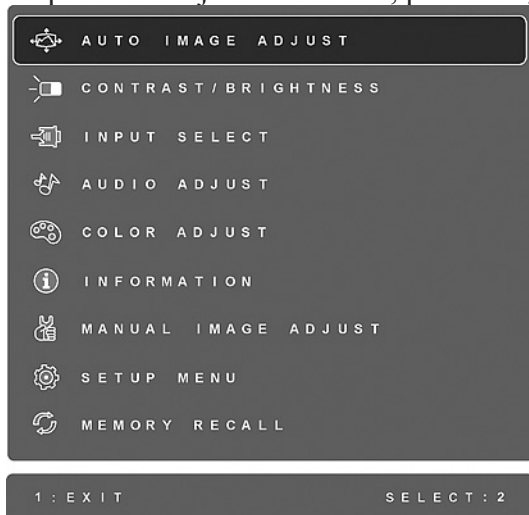 AUTO IMAGE ADJUST
CONTRAST/BRIGHTNESS
INPUT SELECT
AUDIO ADJUST
COLOR ADJUST
INFORMATION
MANUAL IMAGE ADJUST
SETUP MENU
MEMORY RECALL
1:EXIT SELECT:2